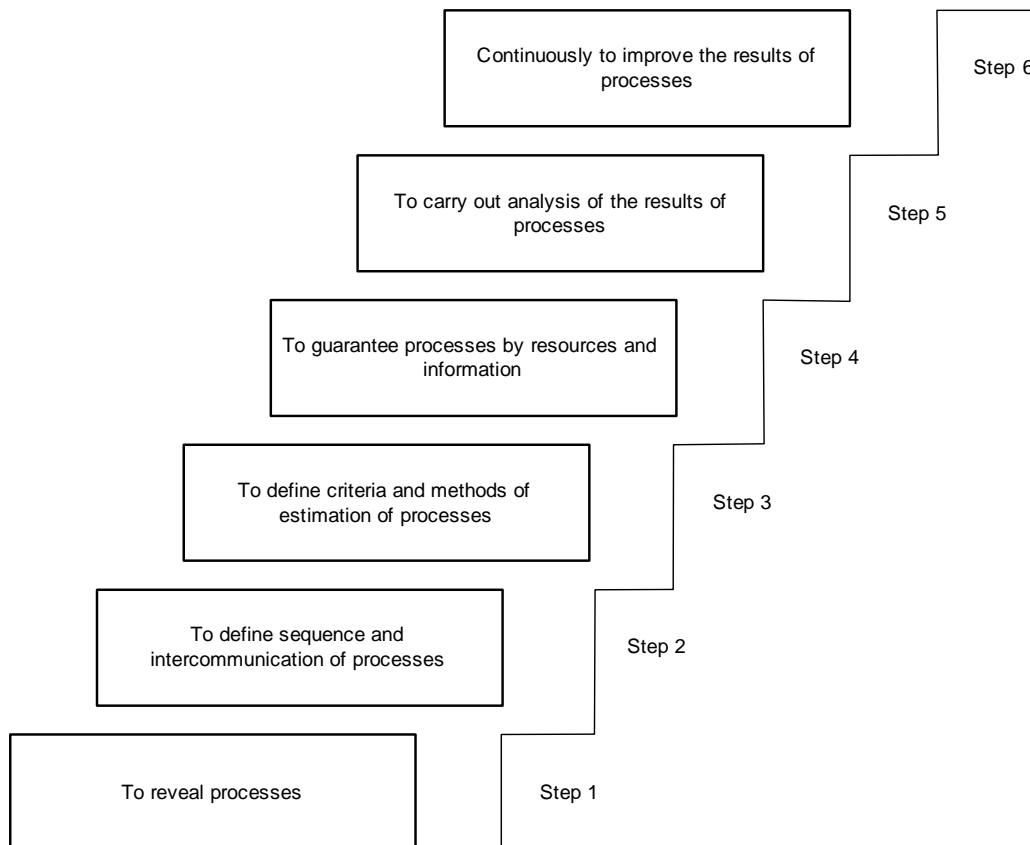 Continuously to improve the results of
processes
Step 6
To carry out analysis of the results of
processes
Step 5
To guarantee processes by resources and
information
Step 4
To define criteria and methods of
estimation of processes
Step 3
To define sequence and
intercommunication of processes
Step 2
To reveal processes
Step 1